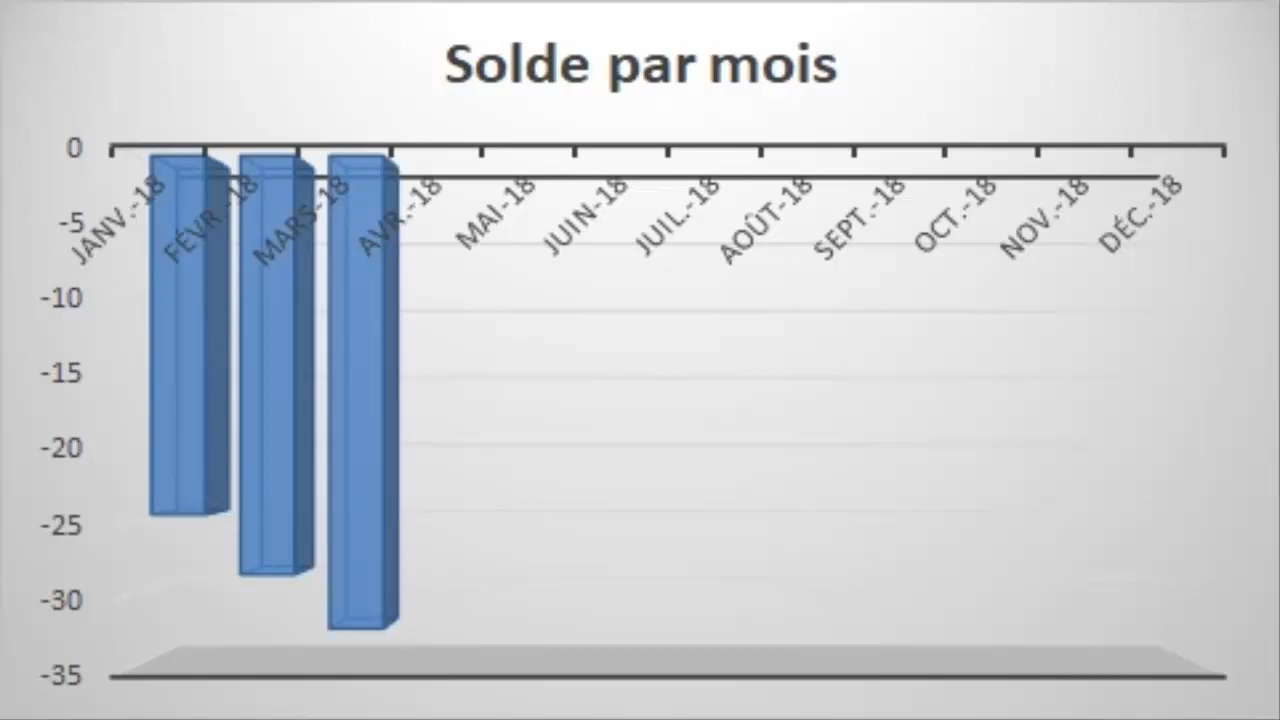 Solde par mois
0
-5
-10
-15
-20
-25
-30
-35
JANV.-18
FÉVR.-18
MARS-18
AVR.-18
MAI-18
JUIN-18
JUIL.-18
AOÛT-18
SEPT.-18
OCT.-18
NOV.-18
DÉC.-18